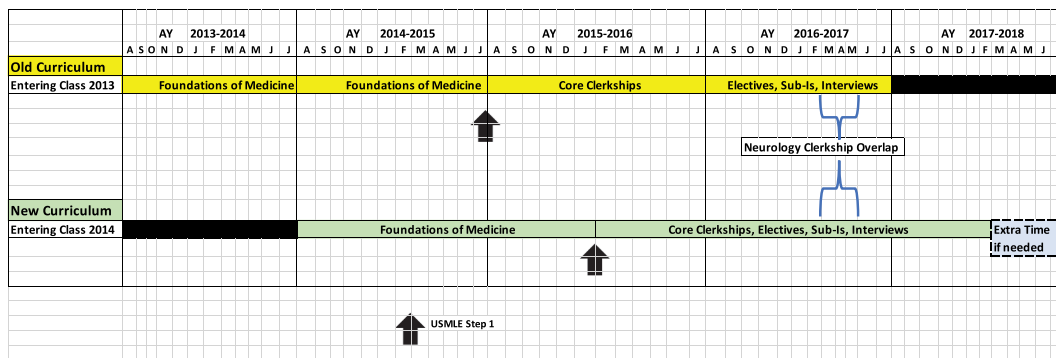 AY 2013-2014 AY 2014-2015 AY 2015-2016 AY 2016-2017 AY 2017-2018
A S O N D J F M A M J J A S O N D J F M A M J J A S O N D J F M A M J J A S O N D J F M A M J J A S O N D J F M A M J J
Old Curriculum
Entering Class 2013 Foundations of Medicine Foundations of Medicine Core Clerkships Electives, Sub-Is, Interviews
Neurology Clerkship Overlap
New Curriculum
Entering Class 2014 Foundations of Medicine Core Clerkships, Electives, Sub-Is, Interviews Extra Time
if needed
USMLE Step 1